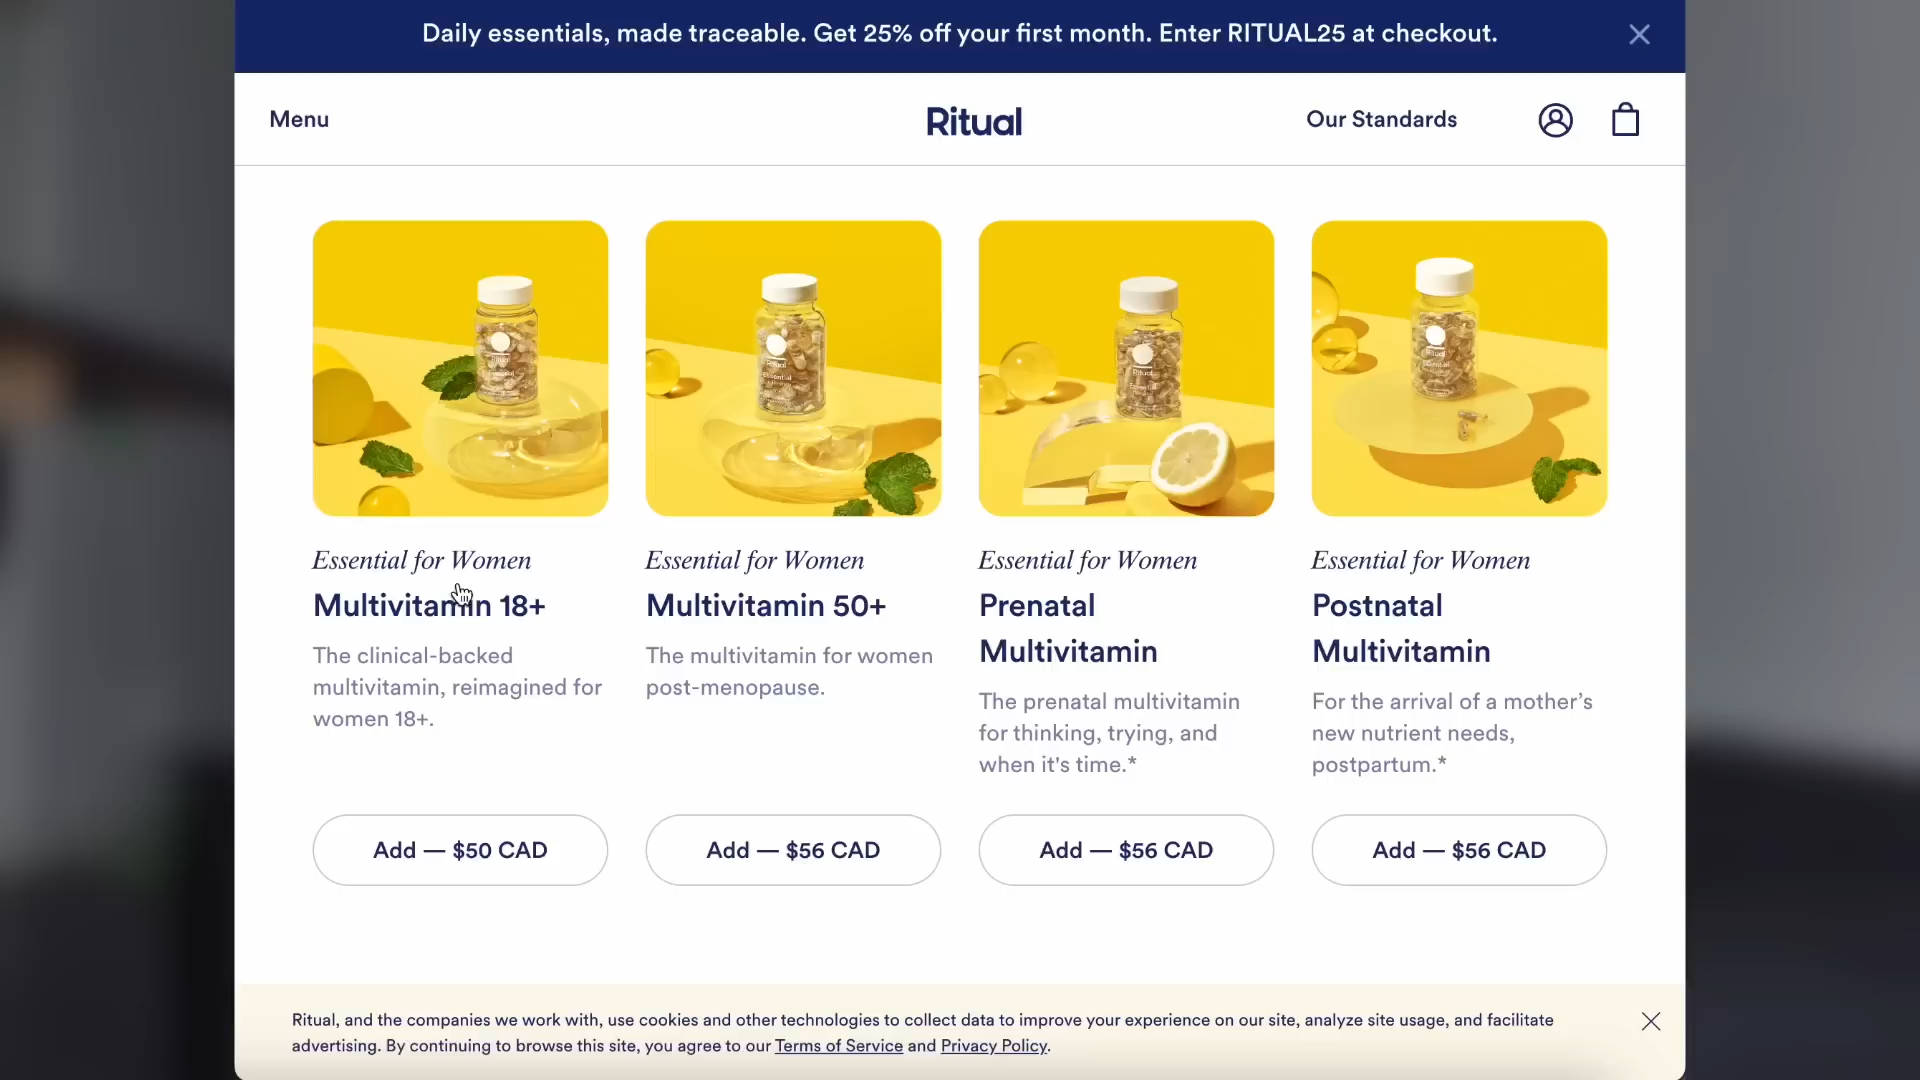 Daily essentials, made traceable. Get 25% off your first month. Enter RITUAL25 at checkout.
Menu
Ritual
Our Standards
Essential for Women
Multivitamin 18+
The clinical-backed
multivitamin, reimagined for
women 18+.
Add — $50 CAD
Essential for Women
Multivitamin 50+
The multivitamin for women
post-menopause.
Add — $56 CAD
Essential for Women
Prenatal
Multivitamin
The prenatal multivitamin
for thinking, trying, and
when it's time.*
Add — $56 CAD
Essential for Women
Postnatal
Multivitamin
For the arrival of a mother’s
new nutrient needs,
postpartum.*
Add — $56 CAD
Ritual, and the companies we work with, use cookies and other technologies to collect data to improve your experience on our site, analyze site usage, and facilitate
advertising. By continuing to browse this site, you agree to our Terms of Service and Privacy Policy.